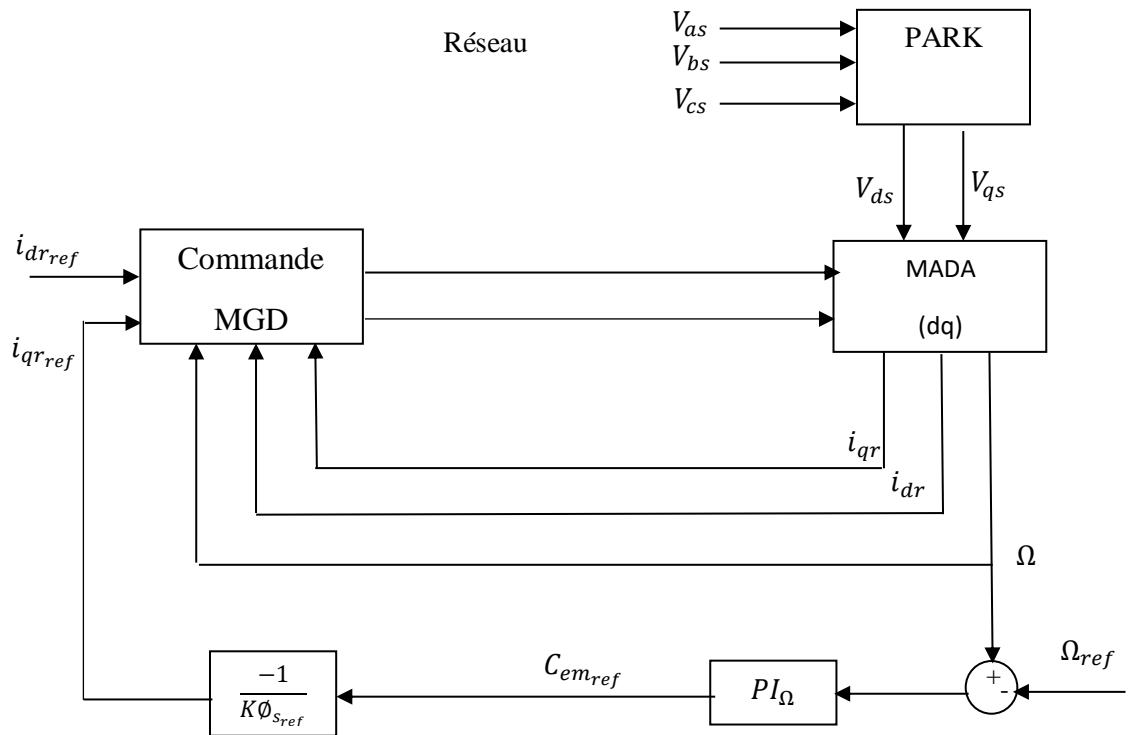 Réseau
V_as
V_bs
V_cs
PARK
V_ds
V_qs
i_dr_ref
i_qr_ref
Commande
MGD
MADA
(dq)
i_qr
i_dr
Ω
Ω_ref
+
-
PI_Ω
C_em_ref
-1
KØ_s_ref